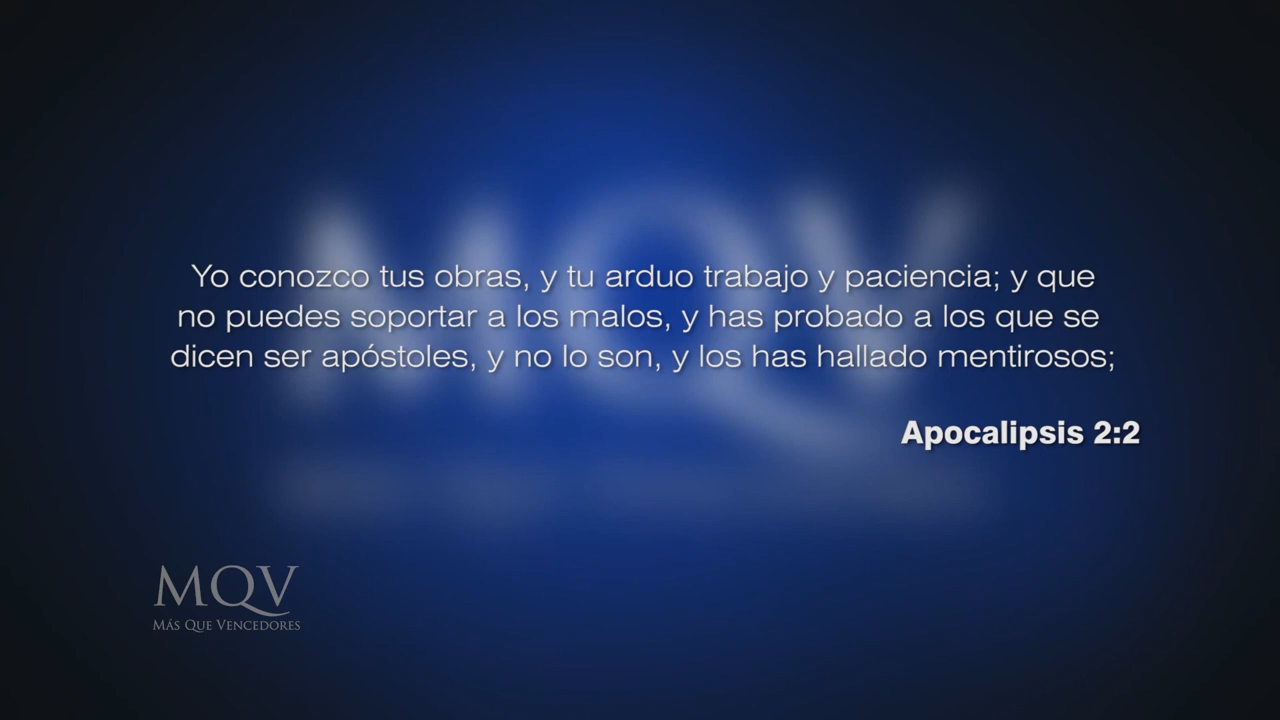 Yo conozco tus obras, y tu arduo trabajo y paciencia; y que
no puedes soportar a los malos, y has probado a los que se
dicen ser apóstoles, y no lo son, y los has hallado mentirosos;
Apocalipsis 2:2
MQV
MÁS QUE VENCEDORES